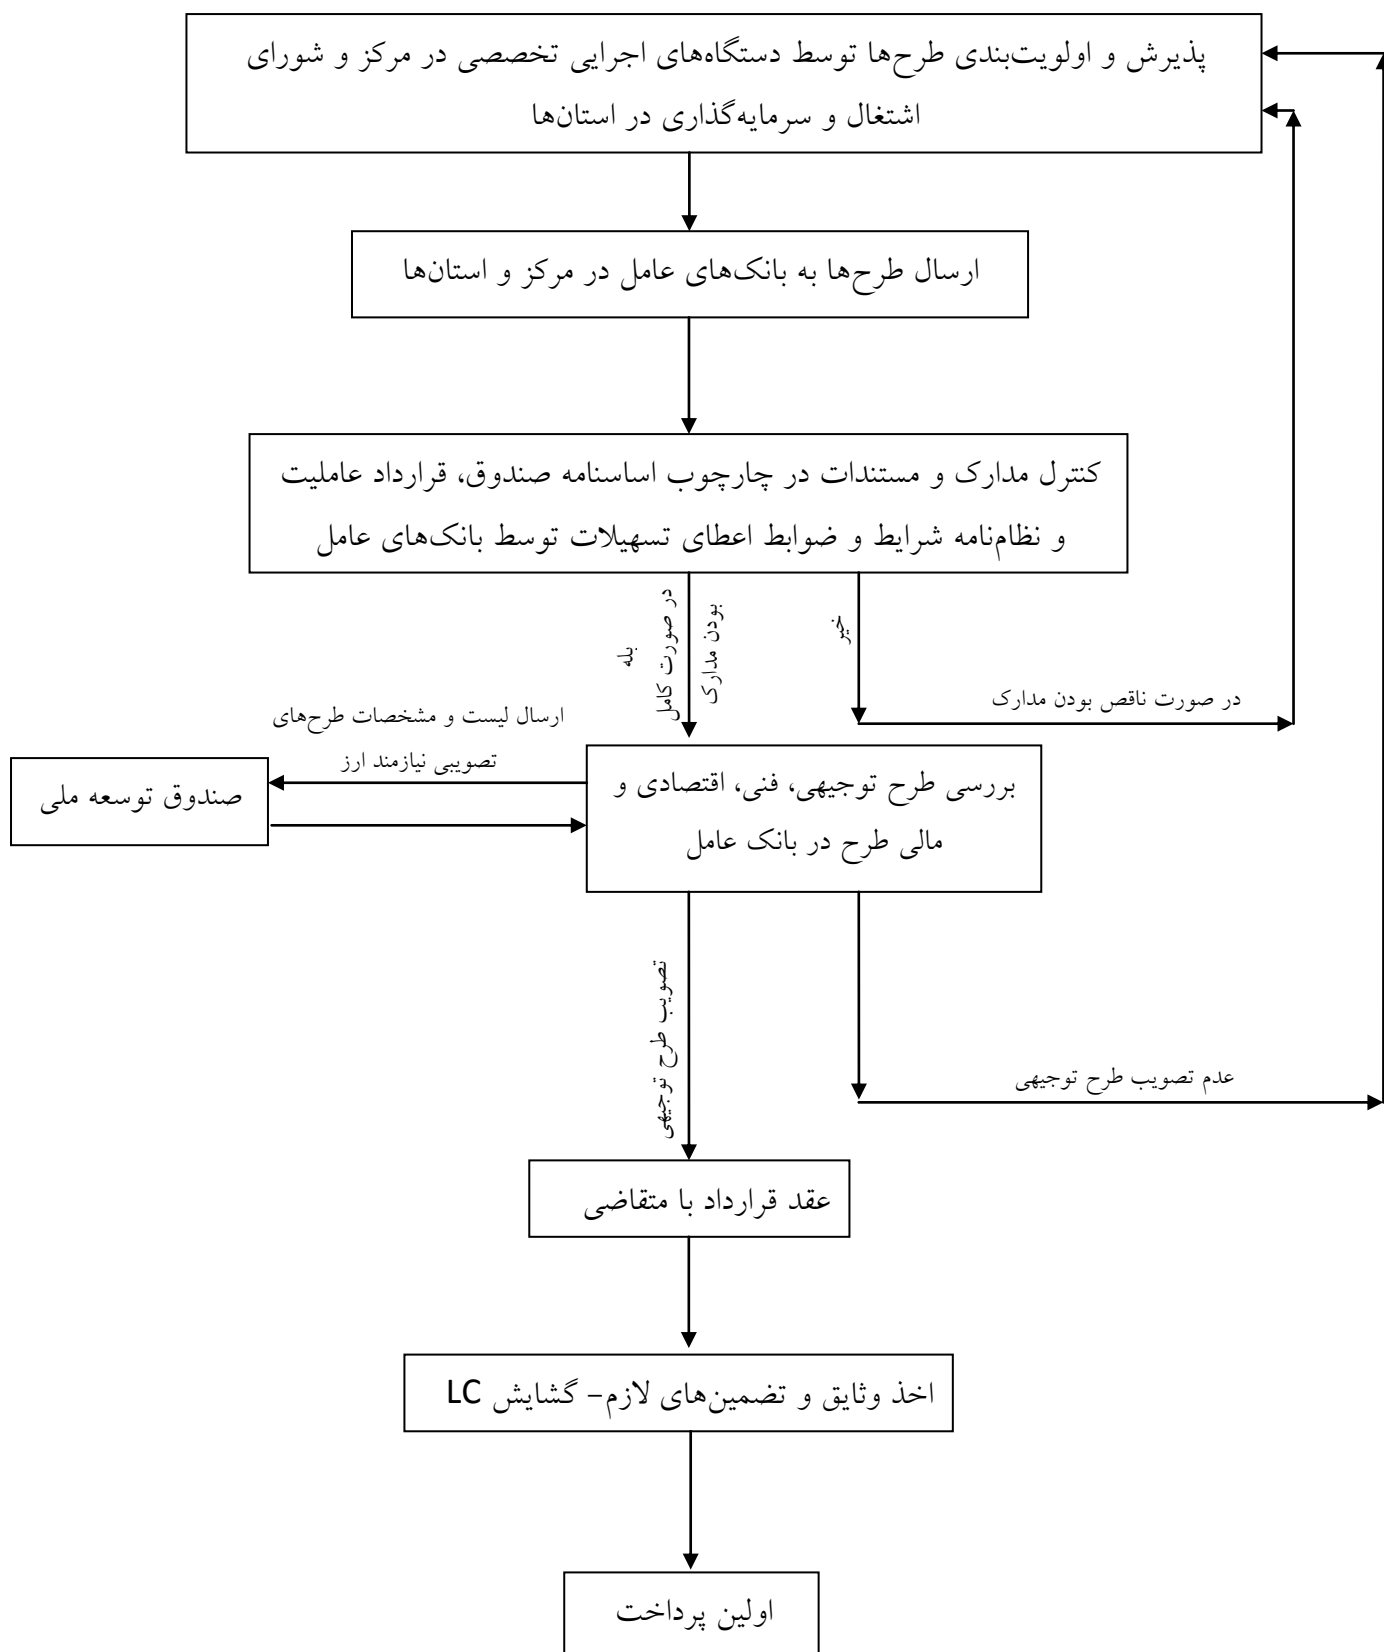 پذیرش و اولویت‌بندی طرح‌ها توسط دستگاه‌های اجرایی تخصصی در مرکز و شورای
اشتغال و سرمایه‌گذاری در استان‌ها
ارسال طرح‌ها به بانک‌های عامل در مرکز و استان‌ها
کنترل مدارک و مستندات در چارچوب اساسنامه صندوق، قرارداد عاملیت
و نظام‌نامه شرایط و ضوابط اعطای تسهیلات توسط بانک‌های عامل
خیر
در صورت ناقص بودن مدارک
بله
در صورت کامل
بودن مدارک
ارسال لیست و مشخصات طرح‌های
تصویبی نیازمند ارز
صندوق توسعه ملی
بررسی طرح توجیهی، فنی، اقتصادی و
مالی طرح در بانک عامل
تصویب طرح توجیهی
عدم تصویب طرح توجیهی
عقد قرارداد با متقاضی
اخذ وثایق و تضمین‌های لازم- گشایش LC
اولین پرداخت